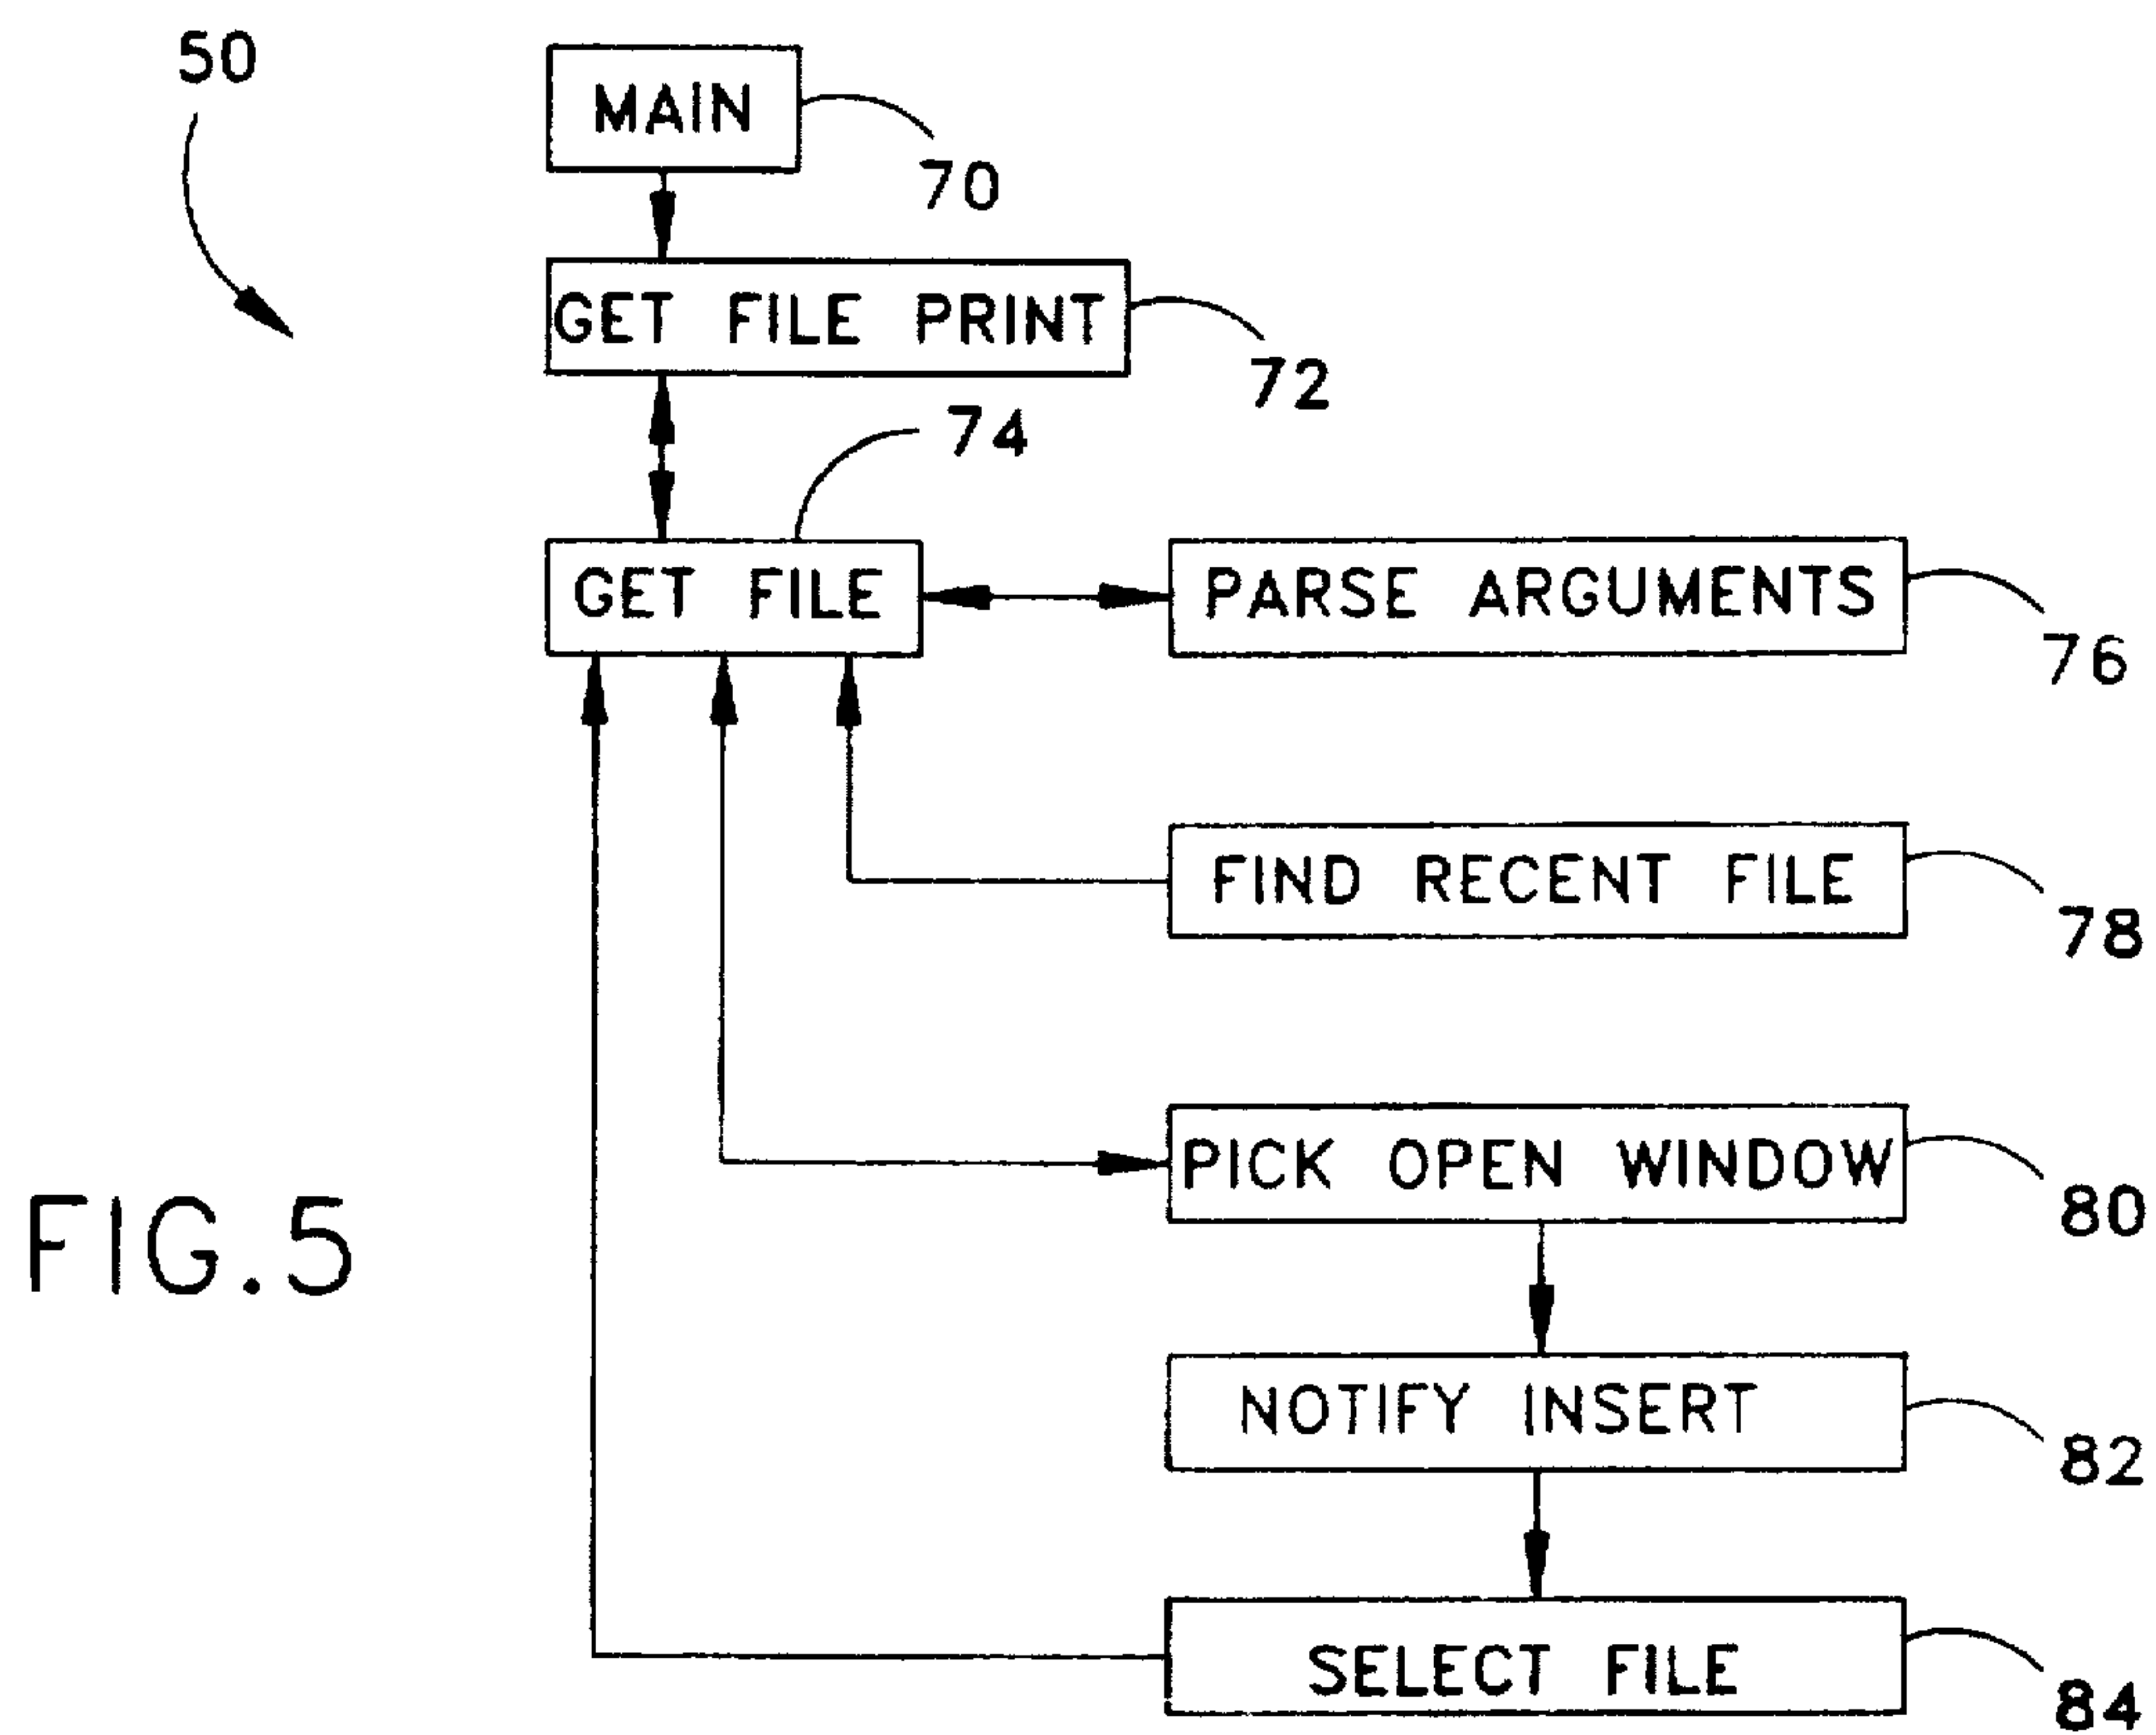 50
MAIN
70
GET FILE PRINT
72
74
GET FILE
PARSE ARGUMENTS
76
FIND RECENT FILE
78
PICK OPEN WINDOW
80
FIG.5
NOTIFY INSERT
82
SELECT FILE
84